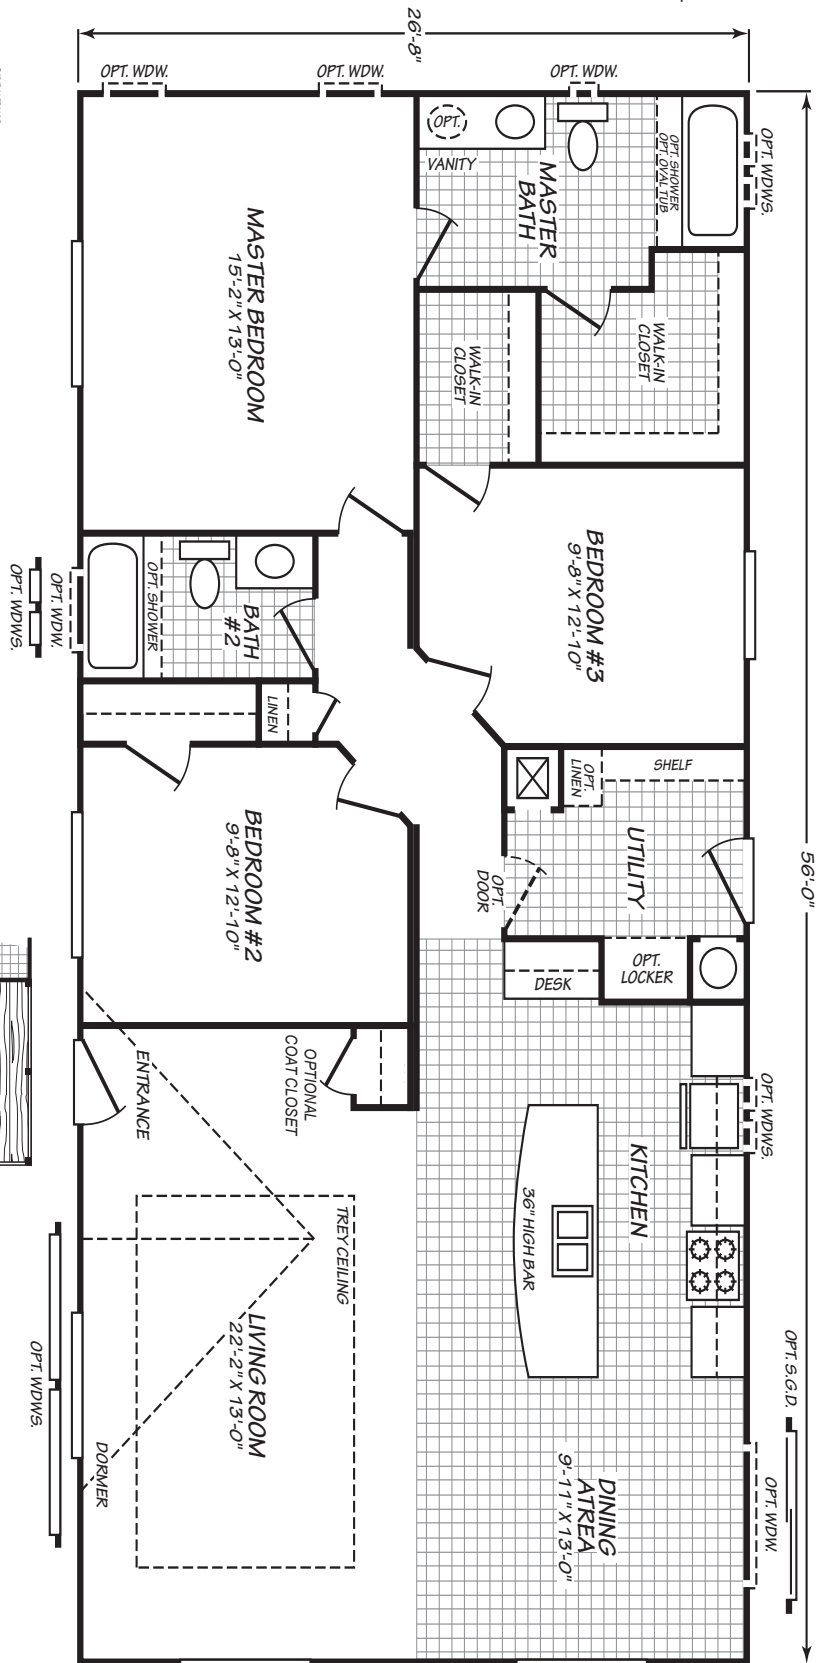 26'-8"
OPT. WDW.
OPT. WDW.
OPT. WDW.
OPT. WDWS.
OPT.
VANITY
MASTER
BATH
OPT. SHOWER
OPT. OVAL TUB
MASTER BEDROOM
15'-2" X 13'-0"
WALK-IN
CLOSET
WALK-IN
CLOSET
BEDROOM #3
9'-8" X 12'-10"
OPT. SHOWER
BATH
#2
OPT. WDW.
OPT. WDWS.
LINEN
BEDROOM #2
9'-8" X 12'-10"
OPT.
LINEN
SHELF
UTILITY
OPT.
DOOR
56'-0"
DESK
OPT.
LOCKER
ENTRANCE
OPTIONAL
COAT CLOSET
KITCHEN
OPT. WDWS.
36" HIGH BAR
TREY CEILING
LIVING ROOM
22'-2" X 13'-0"
DORMER
OPT. WDWS.
DINING
ATREA
9'-11" X 13'-0"
OPT. WDW.
OPT. S.G.D.